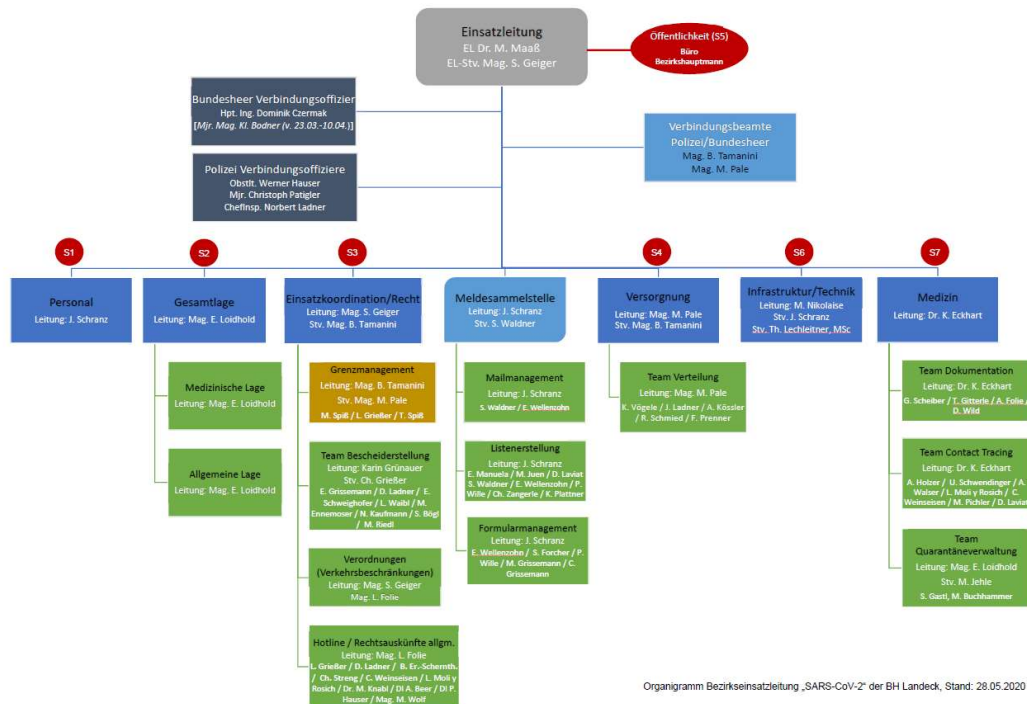 Einsatzleitung
EL Dr. M. Maaß
EL-Stv. Mag. S. Geiger
Öffentlichkeit (S5)
Büro
Bezirkshauptmann
Bundesheer Verbindungsoffizier
Hpt. Ing. Dominik Czermak
[Mjr. Mag. Kl. Bodner (v. 23.03.-10.04.)]
Verbindungsbeamte
Polizei/Bundesheer
Mag. B. Tamanini
Mag. M. Pale
Polizei Verbindungsoffiziere
Obstlt. Werner Hauser
Mjr. Christoph Patigler
ChefInsp. Norbert Ladner
S1
Personal
Leitung: J. Schranz
S2
Gesamtlage
Leitung: Mag. E. Loidhold
Medizinische Lage
Leitung: Mag. E. Loidhold
Allgemeine Lage
Leitung: Mag. E. Loidhold
S3
Einsatzkoordination/Recht
Leitung: Mag. S. Geiger
Stv. Mag. B. Tamanini
Grenzmanagement
Leitung: Mag. B. Tamanini
Stv. Mag. M. Pale
M. Spiß / L. Grießer / T. Spiß
Team Bescheiderstellung
Leitung: Karin Grünauer
Stv. Ch. Grießer
E. Grissemann / D. Ladner / E.
Schweighofer / L. Waibl / M.
Ennemoser / N. Kaufmann / S. Bögl
/ M. Riedl
Verordnungen
(Verkehrsbeschränkungen)
Leitung: Mag. S. Geiger
Mag. L. Folie
Hotline / Rechtsauskünfte allgm.
Leitung: Mag. L. Folie
L. Grießer / D. Ladner / B. Er.-Schernth.
/ Ch. Streng / C. Weinseisen / L. Moli y
Rosich / Dr. M. Knabl / DI A. Beer / DI P.
Hauser / Mag. M. Wolf
Meldesammelstelle
Leitung: J. Schranz
Stv. S. Waldner
Mailmanagement
Leitung: J. Schranz
S. Waldner / E. Wellenzohn
Listenerstellung
Leitung: J. Schranz
E. Manuela / M. Juen / D. Laviat
S. Waldner / E. Wellenzohn / P.
Wille / Ch. Zangerle / K. Plattner
Formularmanagement
Leitung: J. Schranz
E. Wellenzohn / S. Forcher / P.
Wille / M. Grissemann / C.
Grissemann
S4
Versorgnung
Leitung: Mag. M. Pale
Stv. Mag. B. Tamanini
Team Verteilung
Leitung: Mag. M. Pale
K. Vögele / J. Ladner / A. Kössler
/ R. Schmied / F. Prenner
S6
Infrastruktur/Technik
Leitung: M. Nikolaise
Stv. J. Schranz
Stv. Th. Lechleitner, MSc
S7
Medizin
Leitung: Dr. K. Eckhart
Team Dokumentation
Leitung: Dr. K. Eckhart
G. Scheiber / T. Gitterle / A. Folie /
D. Wild
Team Contact Tracing
Leitung: Dr. K. Eckhart
A. Holzer / U. Schwendinger / A.
Walser / L. Moli y Rosich / C.
Weinseisen / M. Pichler / D. Laviat
Team
Quarantäneverwaltung
Leitung: Mag. E. Loidhold
Stv. M. Jehle
S. Gastl, M. Buchhammer
Organigramm Bezirkseinsatzleitung „SARS-CoV-2“ der BH Landeck, Stand: 28.05.2020